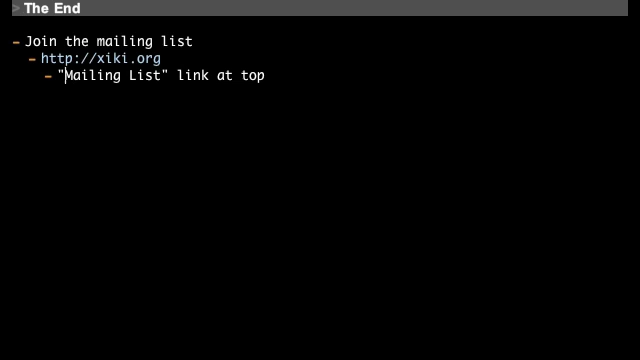 > The End
- Join the mailing list
- http://xiki.org
- "Mailing List" link at top